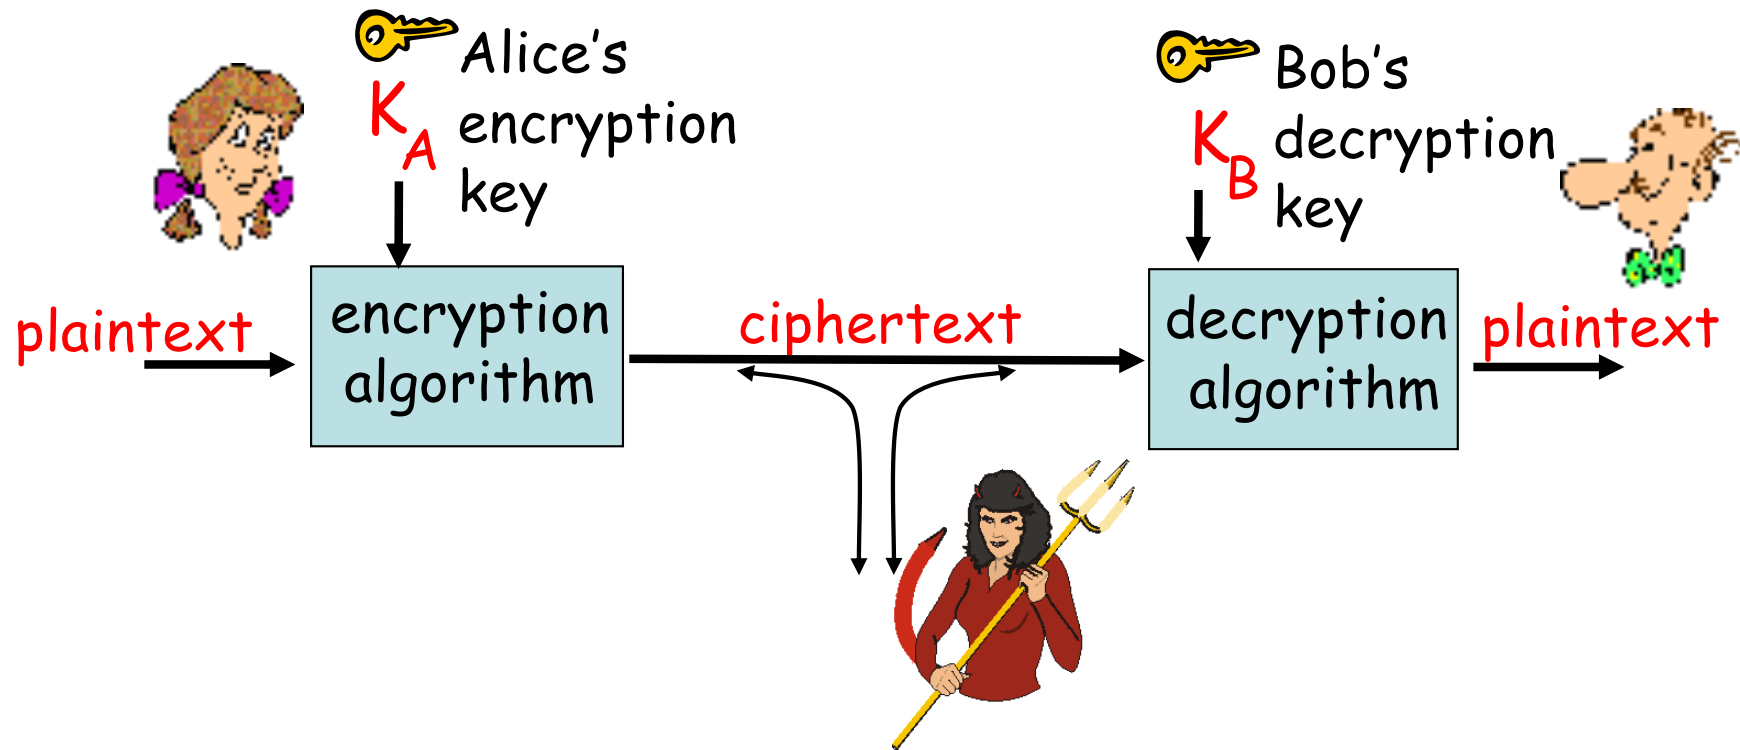 Alice's
encryption
key
K
A
Bob's
decryption
key
K
B
plaintext
encryption
algorithm
ciphertext
decryption
algorithm
plaintext